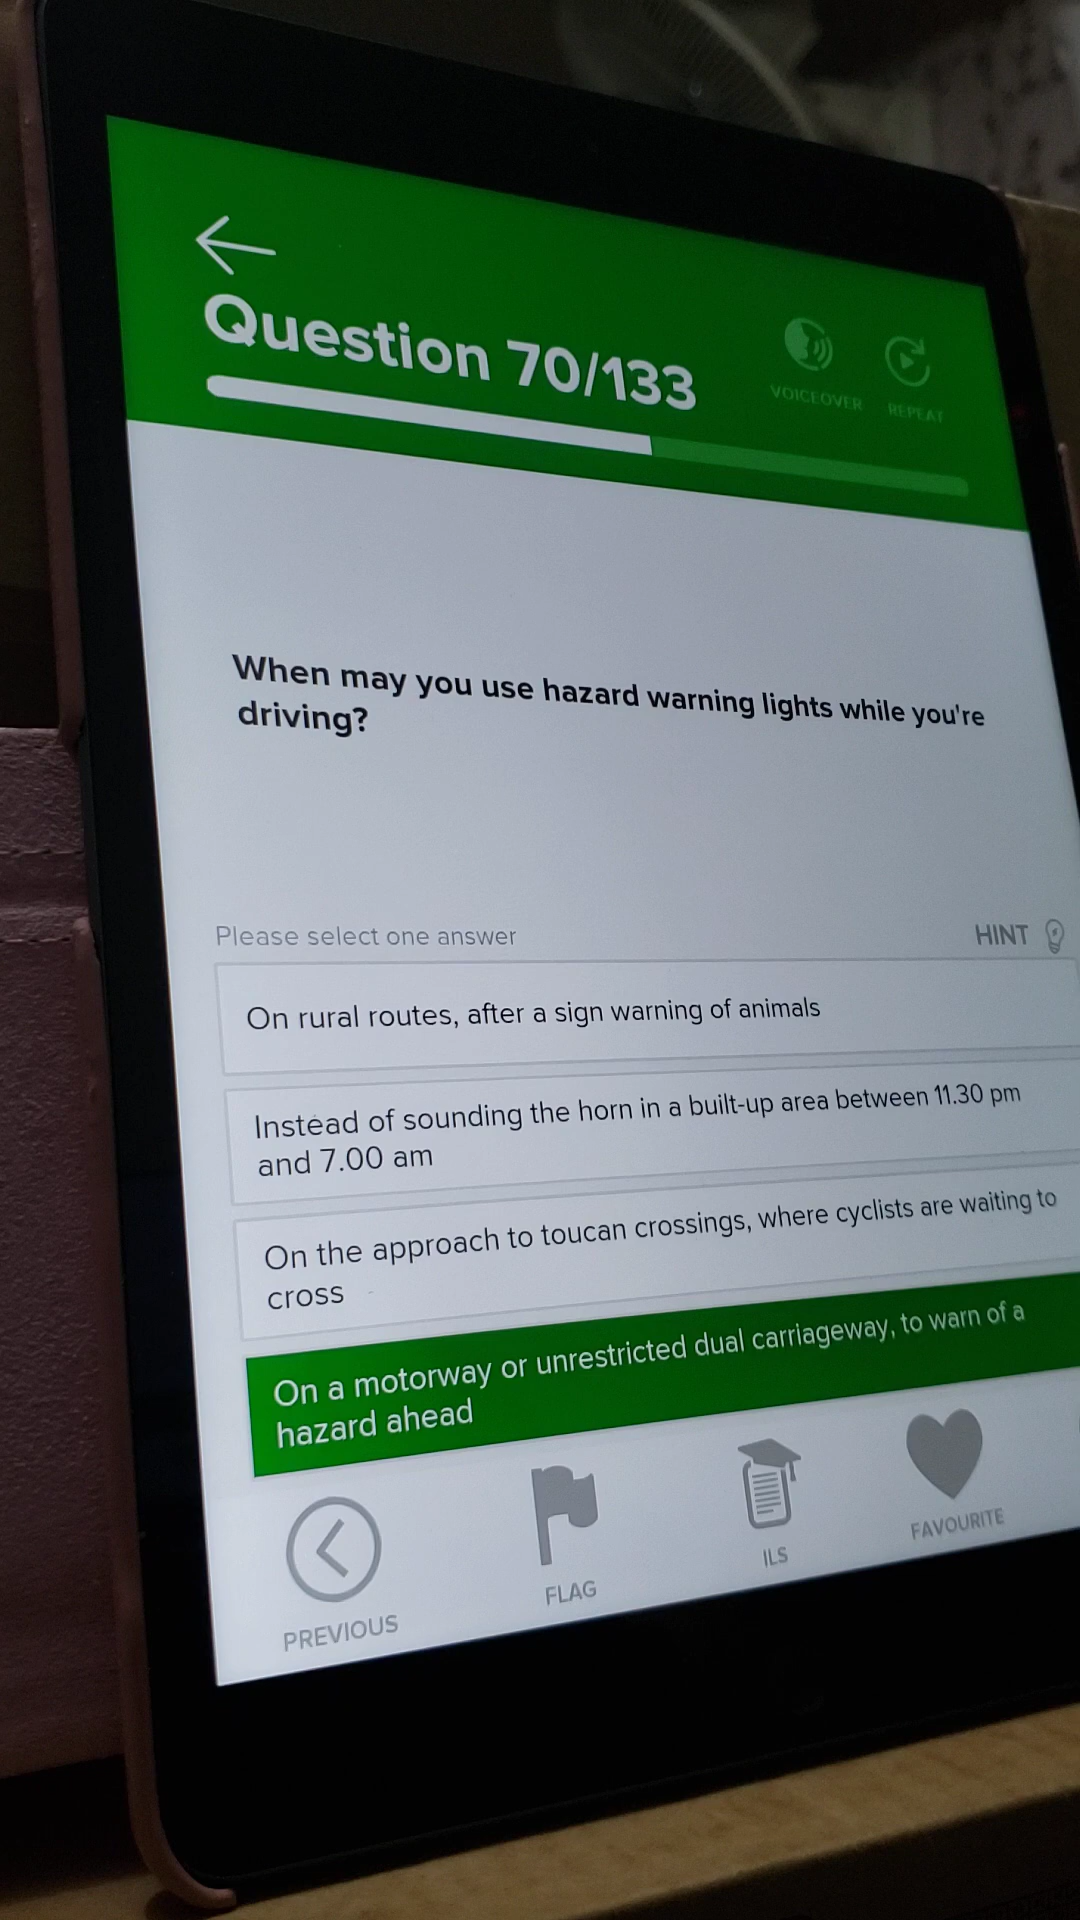 Question 70/133
VOICEOVER
REPEAT
When may you use hazard warning lights while you're
driving?
Please select one answer
HINT
On rural routes, after a sign warning of animals
Instead of sounding the horn in a built-up area between 11.30 pm
and 7.00 am
On the approach to toucan crossings, where cyclists are waiting to
cross
On a motorway or unrestricted dual carriageway, to warn of a
hazard ahead
PREVIOUS
FLAG
ILS
FAVOURITE